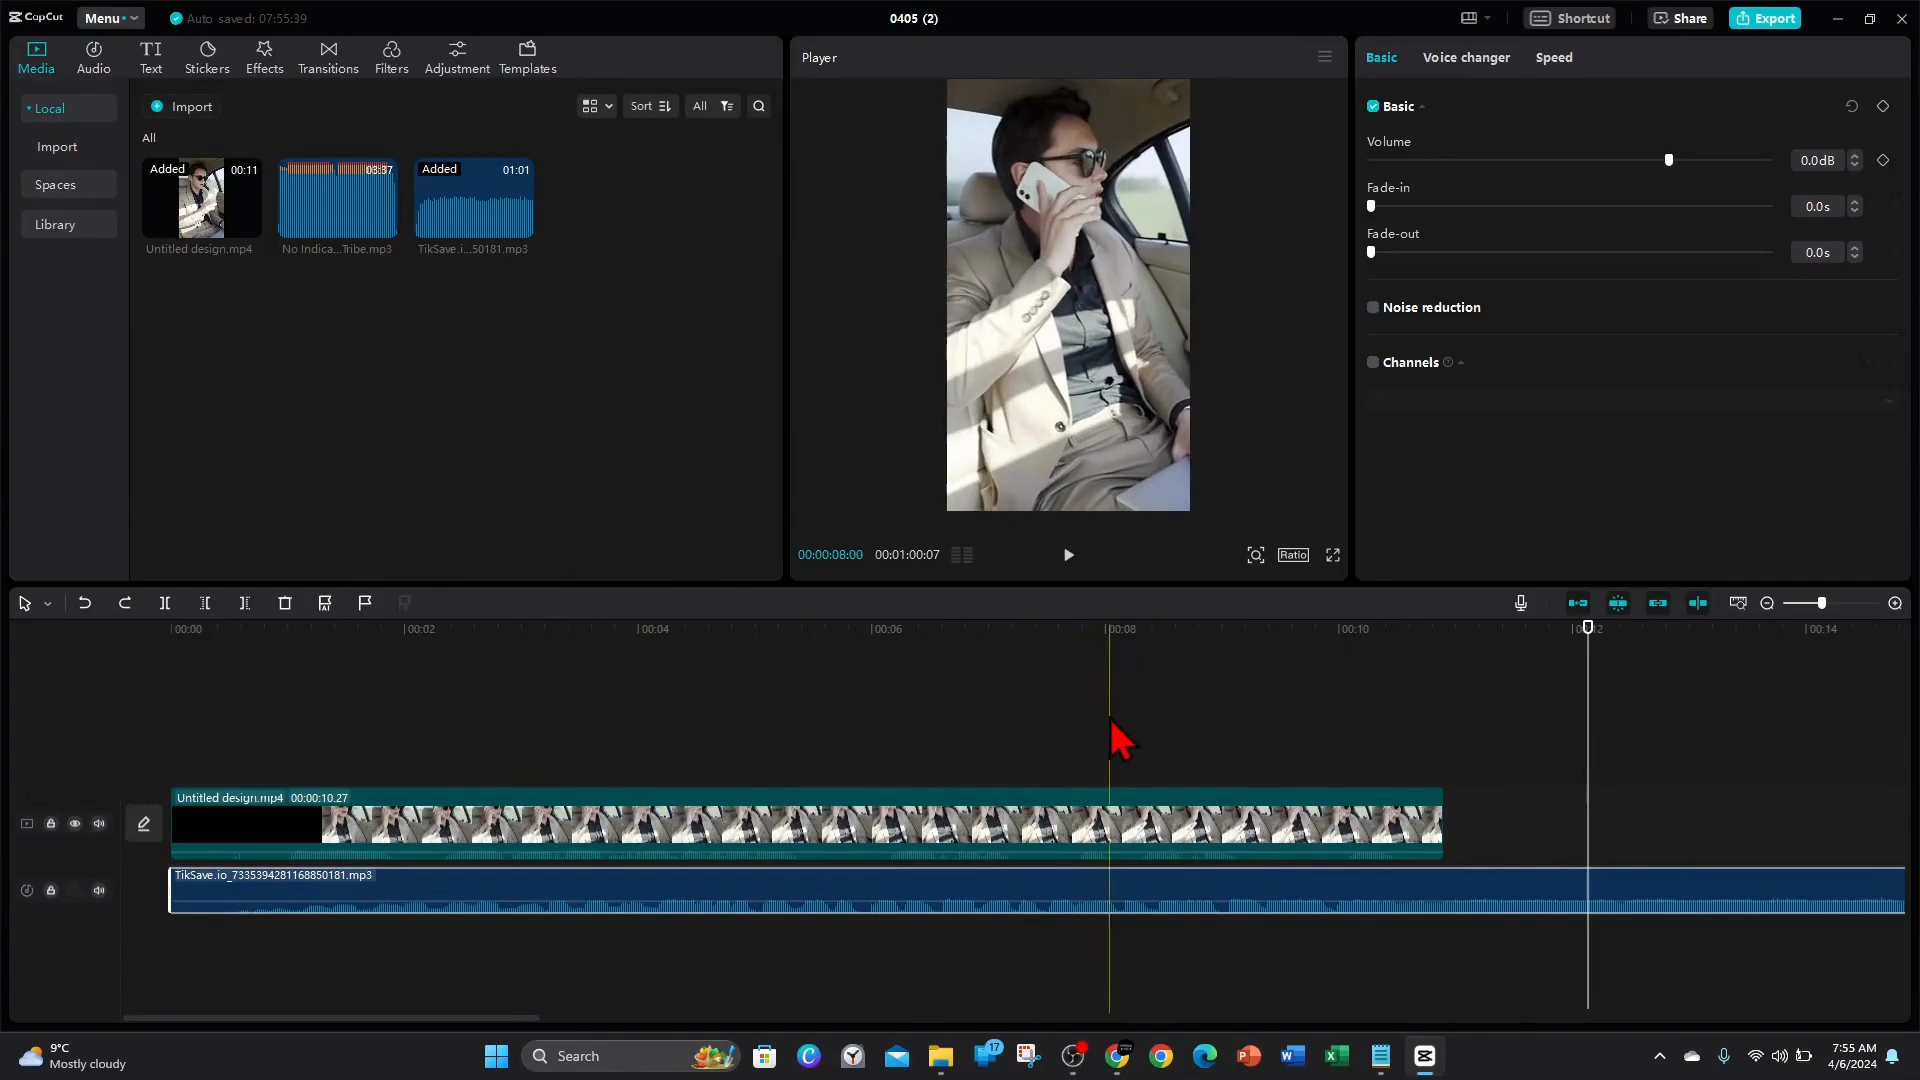 CapCut
Menu
Auto saved: 07:55:39
0405 (2)
Shortcut
Share
Export
Media
Audio
TI
Text
Stickers
Effects
Transitions
Filters
Adjustment
Templates
Player
Basic
Voice changer
Speed
Local
Import
Spaces
Library
Import
Sort
All
All
Added
00:11
03:37
Added
01:01
Untitled design.mp4
No Indica...Tribe.mp3
TikSave.i...50181.mp3
00:00:08:00
00:01:00:07
Ratio
Basic
Volume
0.0dB
Fade-in
0.0s
Fade-out
0.0s
Noise reduction
Channels
00:00
00:02
00:04
00:06
00:08
00:10
00:14
Untitled design.mp4 00:00:10.27
TikSave.io_7335394281168850181.mp3
9°C
Mostly cloudy
Search
17
7:55 AM
4/6/2024